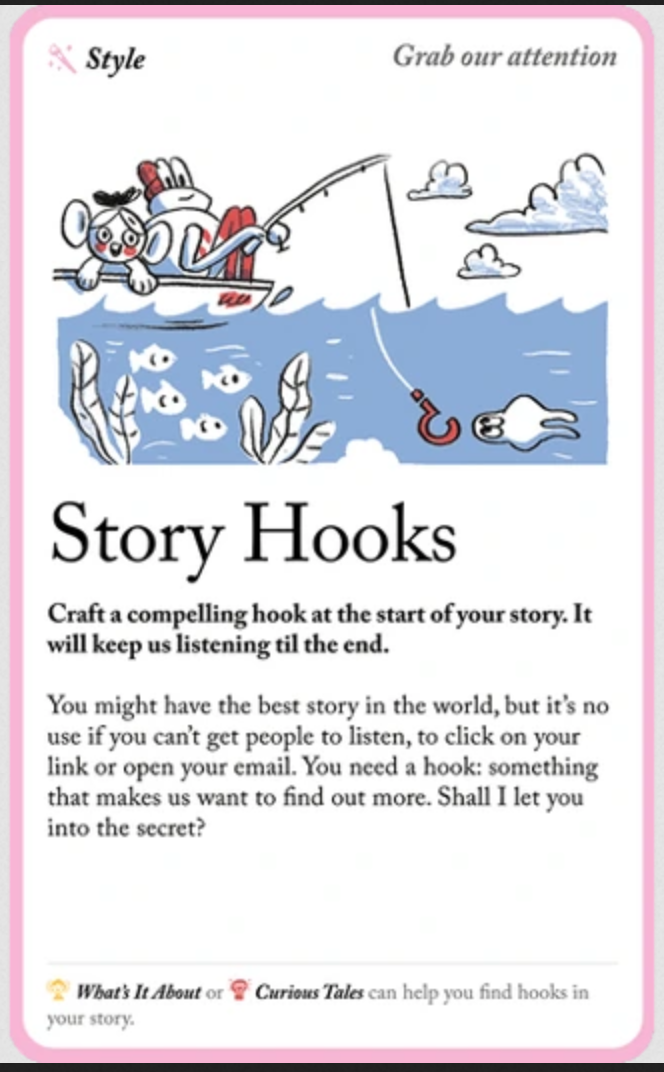 Style
Grab our attention
Story Hooks
Craft a compelling hook at the start of your story. It
will keep us listening til the end.
You might have the best story in the world, but it’s no
use if you can’t get people to listen, to click on your
link or open your email. You need a hook: something
that makes us want to find out more. Shall I let you
into the secret?
What’s It About or Curious Tales can help you find hooks in
your story.